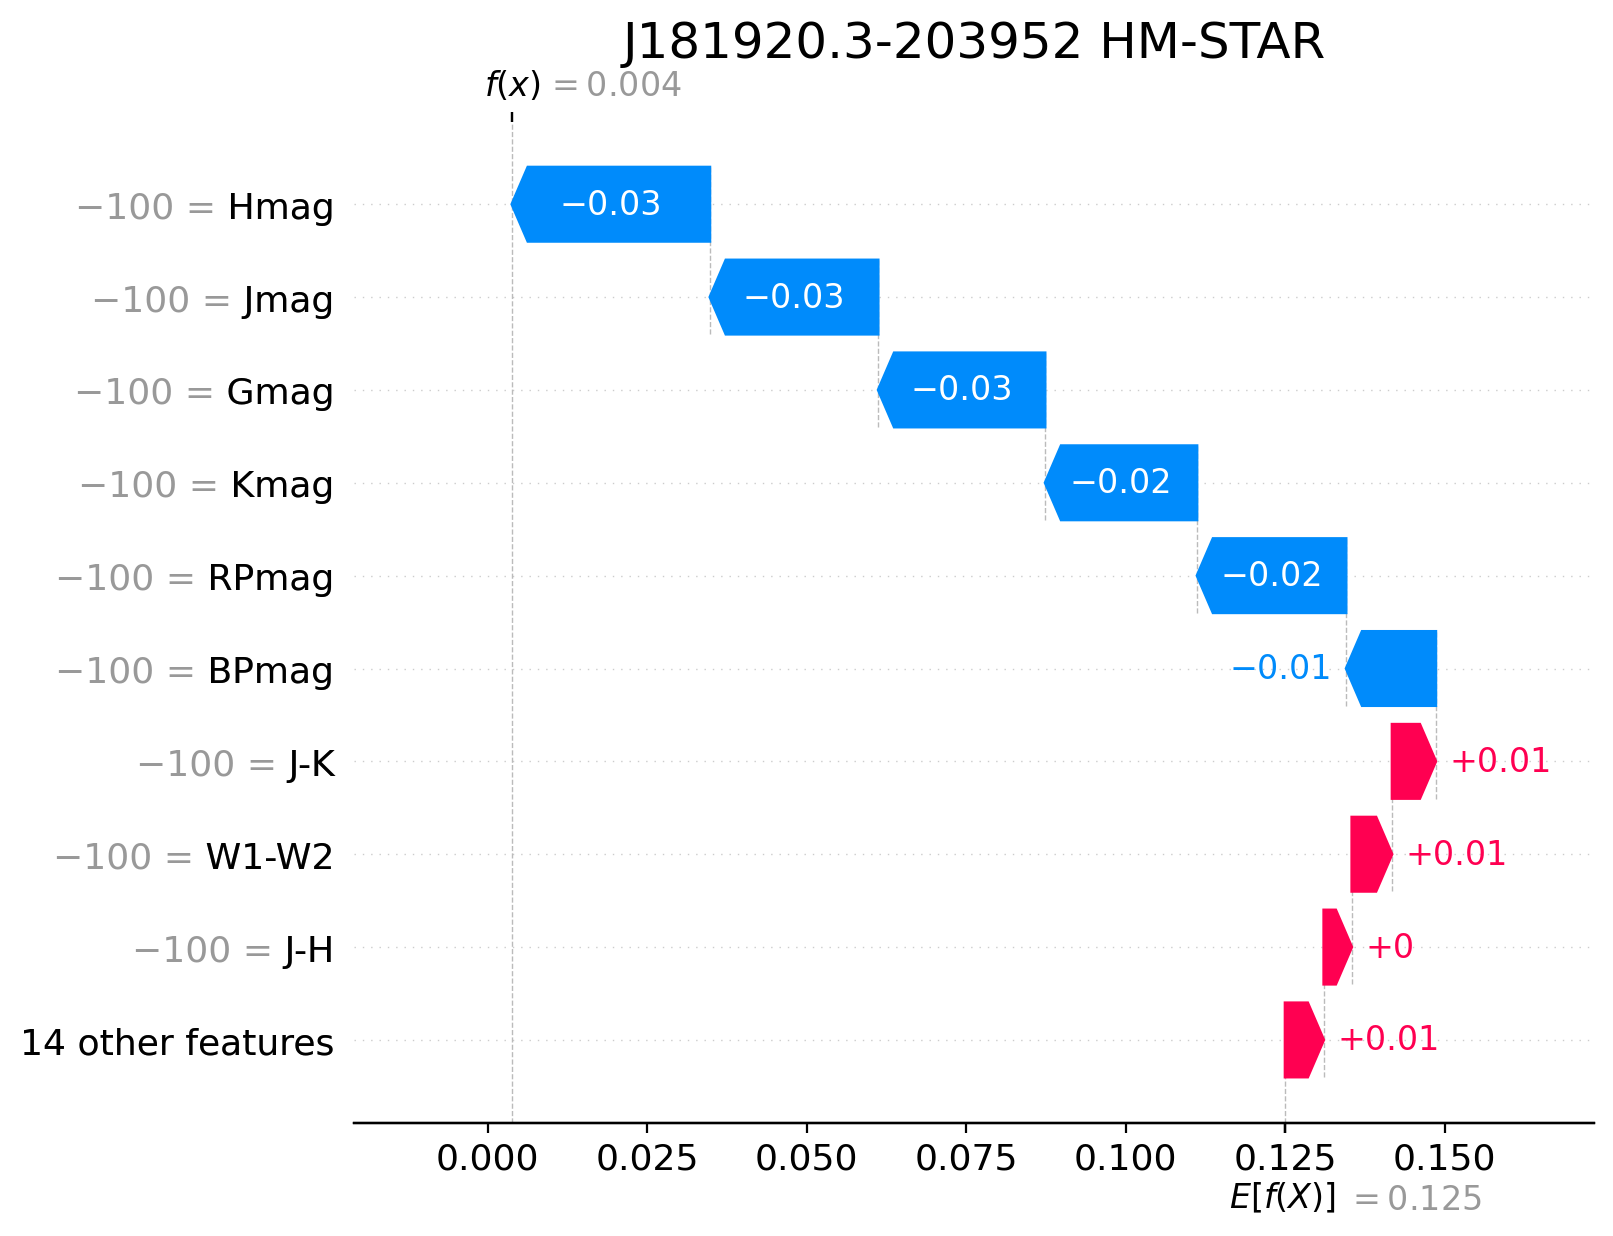 J181920.3-203952 HM-STAR
f(x) = 0.004
−100 = Hmag −0.03
−100 = Jmag −0.03
−100 = Gmag −0.03
−100 = Kmag −0.02
−100 = RPmag −0.02
−100 = BPmag −0.01
−100 = J-K +0.01
−100 = W1-W2 +0.01
−100 = J-H +0
14 other features +0.01
0.000 0.025 0.050 0.075 0.100 0.125 0.150
E[f(X)] = 0.125